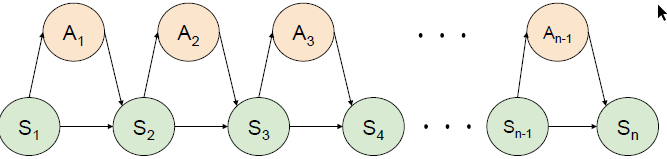 A1 A2 A3 . . . An-1
S1 S2 S3 S4 . . . Sn-1 Sn